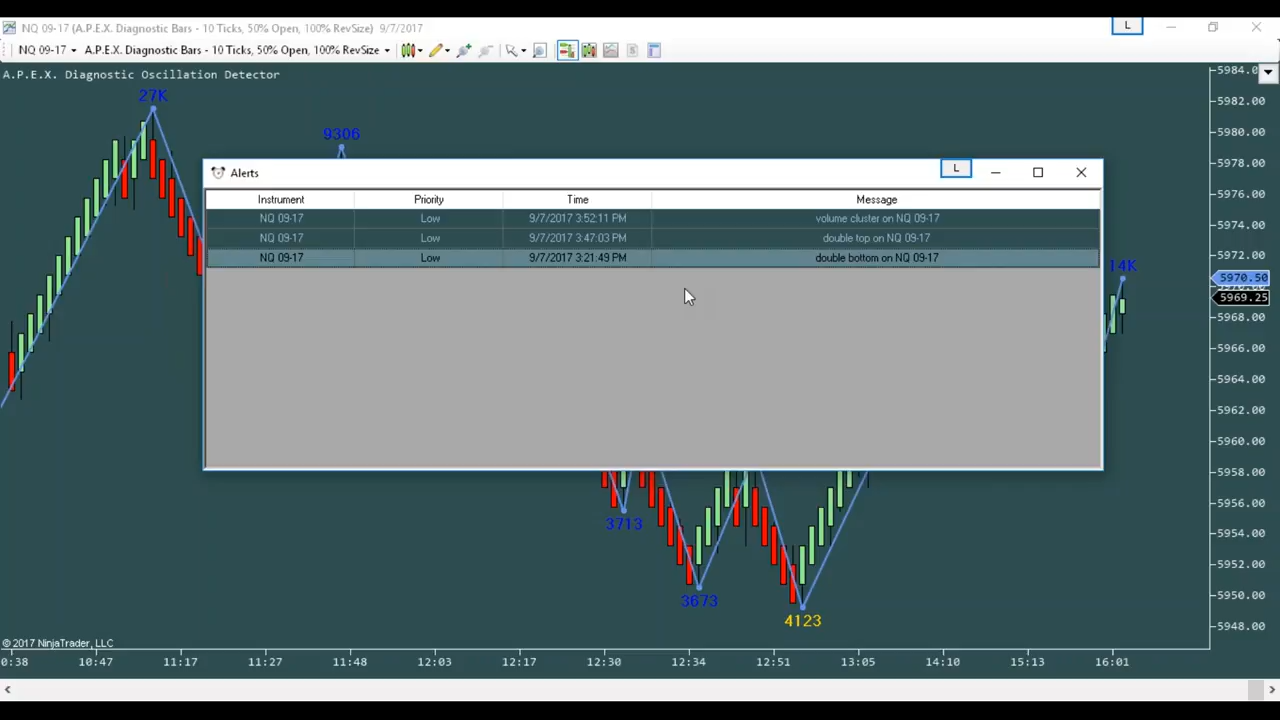 NQ 09-17 (A.P.E.X. Diagnostic Bars - 10 Ticks, 50% Open, 100% RevSize) 9/7/2017
L
NQ 09-17 A.P.E.X. Diagnostic Bars - 10 Ticks, 50% Open, 100% RevSize
A.P.E.X. Diagnostic Oscillation Detector
27K
9306
Alerts
L
Instrument Priority Time Message
NQ 09-17 Low 9/7/2017 3:52:11 PM volume cluster on NQ 09-17
NQ 09-17 Low 9/7/2017 3:47:03 PM double top on NQ 09-17
NQ 09-17 Low 9/7/2017 3:21:49 PM double bottom on NQ 09-17
14K
3713
3673
4123
5984.0
5982.00
5980.00
5978.00
5976.00
5974.00
5972.00
5970.50
5969.25
5968.00
5966.00
5964.00
5962.00
5960.00
5958.00
5956.00
5954.00
5952.00
5950.00
5948.00
© 2017 NinjaTrader, LLC
0:38 10:47 11:17 11:27 11:48 12:03 12:17 12:30 12:34 12:51 13:05 14:10 15:13 16:01